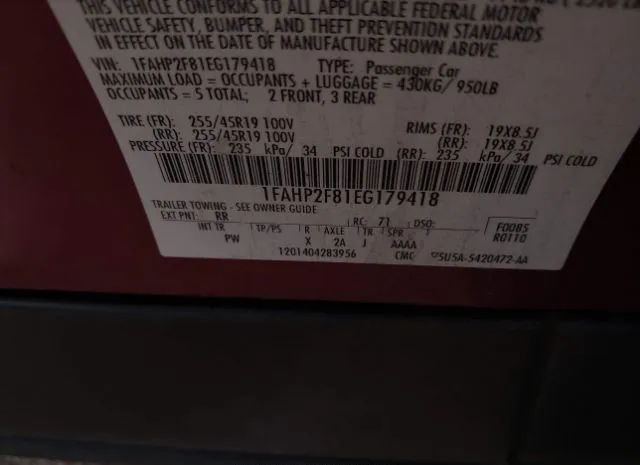 THIS VEHICLE CONFORMS TO ALL APPLICABLE FEDERAL MOTOR
VEHICLE SAFETY, BUMPER, AND THEFT PREVENTION STANDARDS
IN EFFECT ON THE DATE OF MANUFACTURE SHOWN ABOVE.
VIN: 1FAHP2F81EG179418 TYPE: Passenger Car
MAXIMUM LOAD = OCCUPANTS + LUGGAGE = 430KG/ 950LB
OCCUPANTS = 5 TOTAL; 2 FRONT, 3 REAR
TIRE (FR): 255/45R19 100V RIMS (FR): 19X8.5J
(RR): 255/45R19 100V (RR): 19X8.5J
PRESSURE (FR): 235 kPa/ 34 PSI COLD (RR): 235 kPa/ 34 PSI COLD
1FAHP2F81EG179418
TRAILER TOWING - SEE OWNER GUIDE
EXT PNT: RR RC: 71 DSO: F0085
INT TR TP/PS R AXLE TR SPR T R0110
PW X 2A J AAAA
1201404283956 CMC 5U5A-5420472-AA